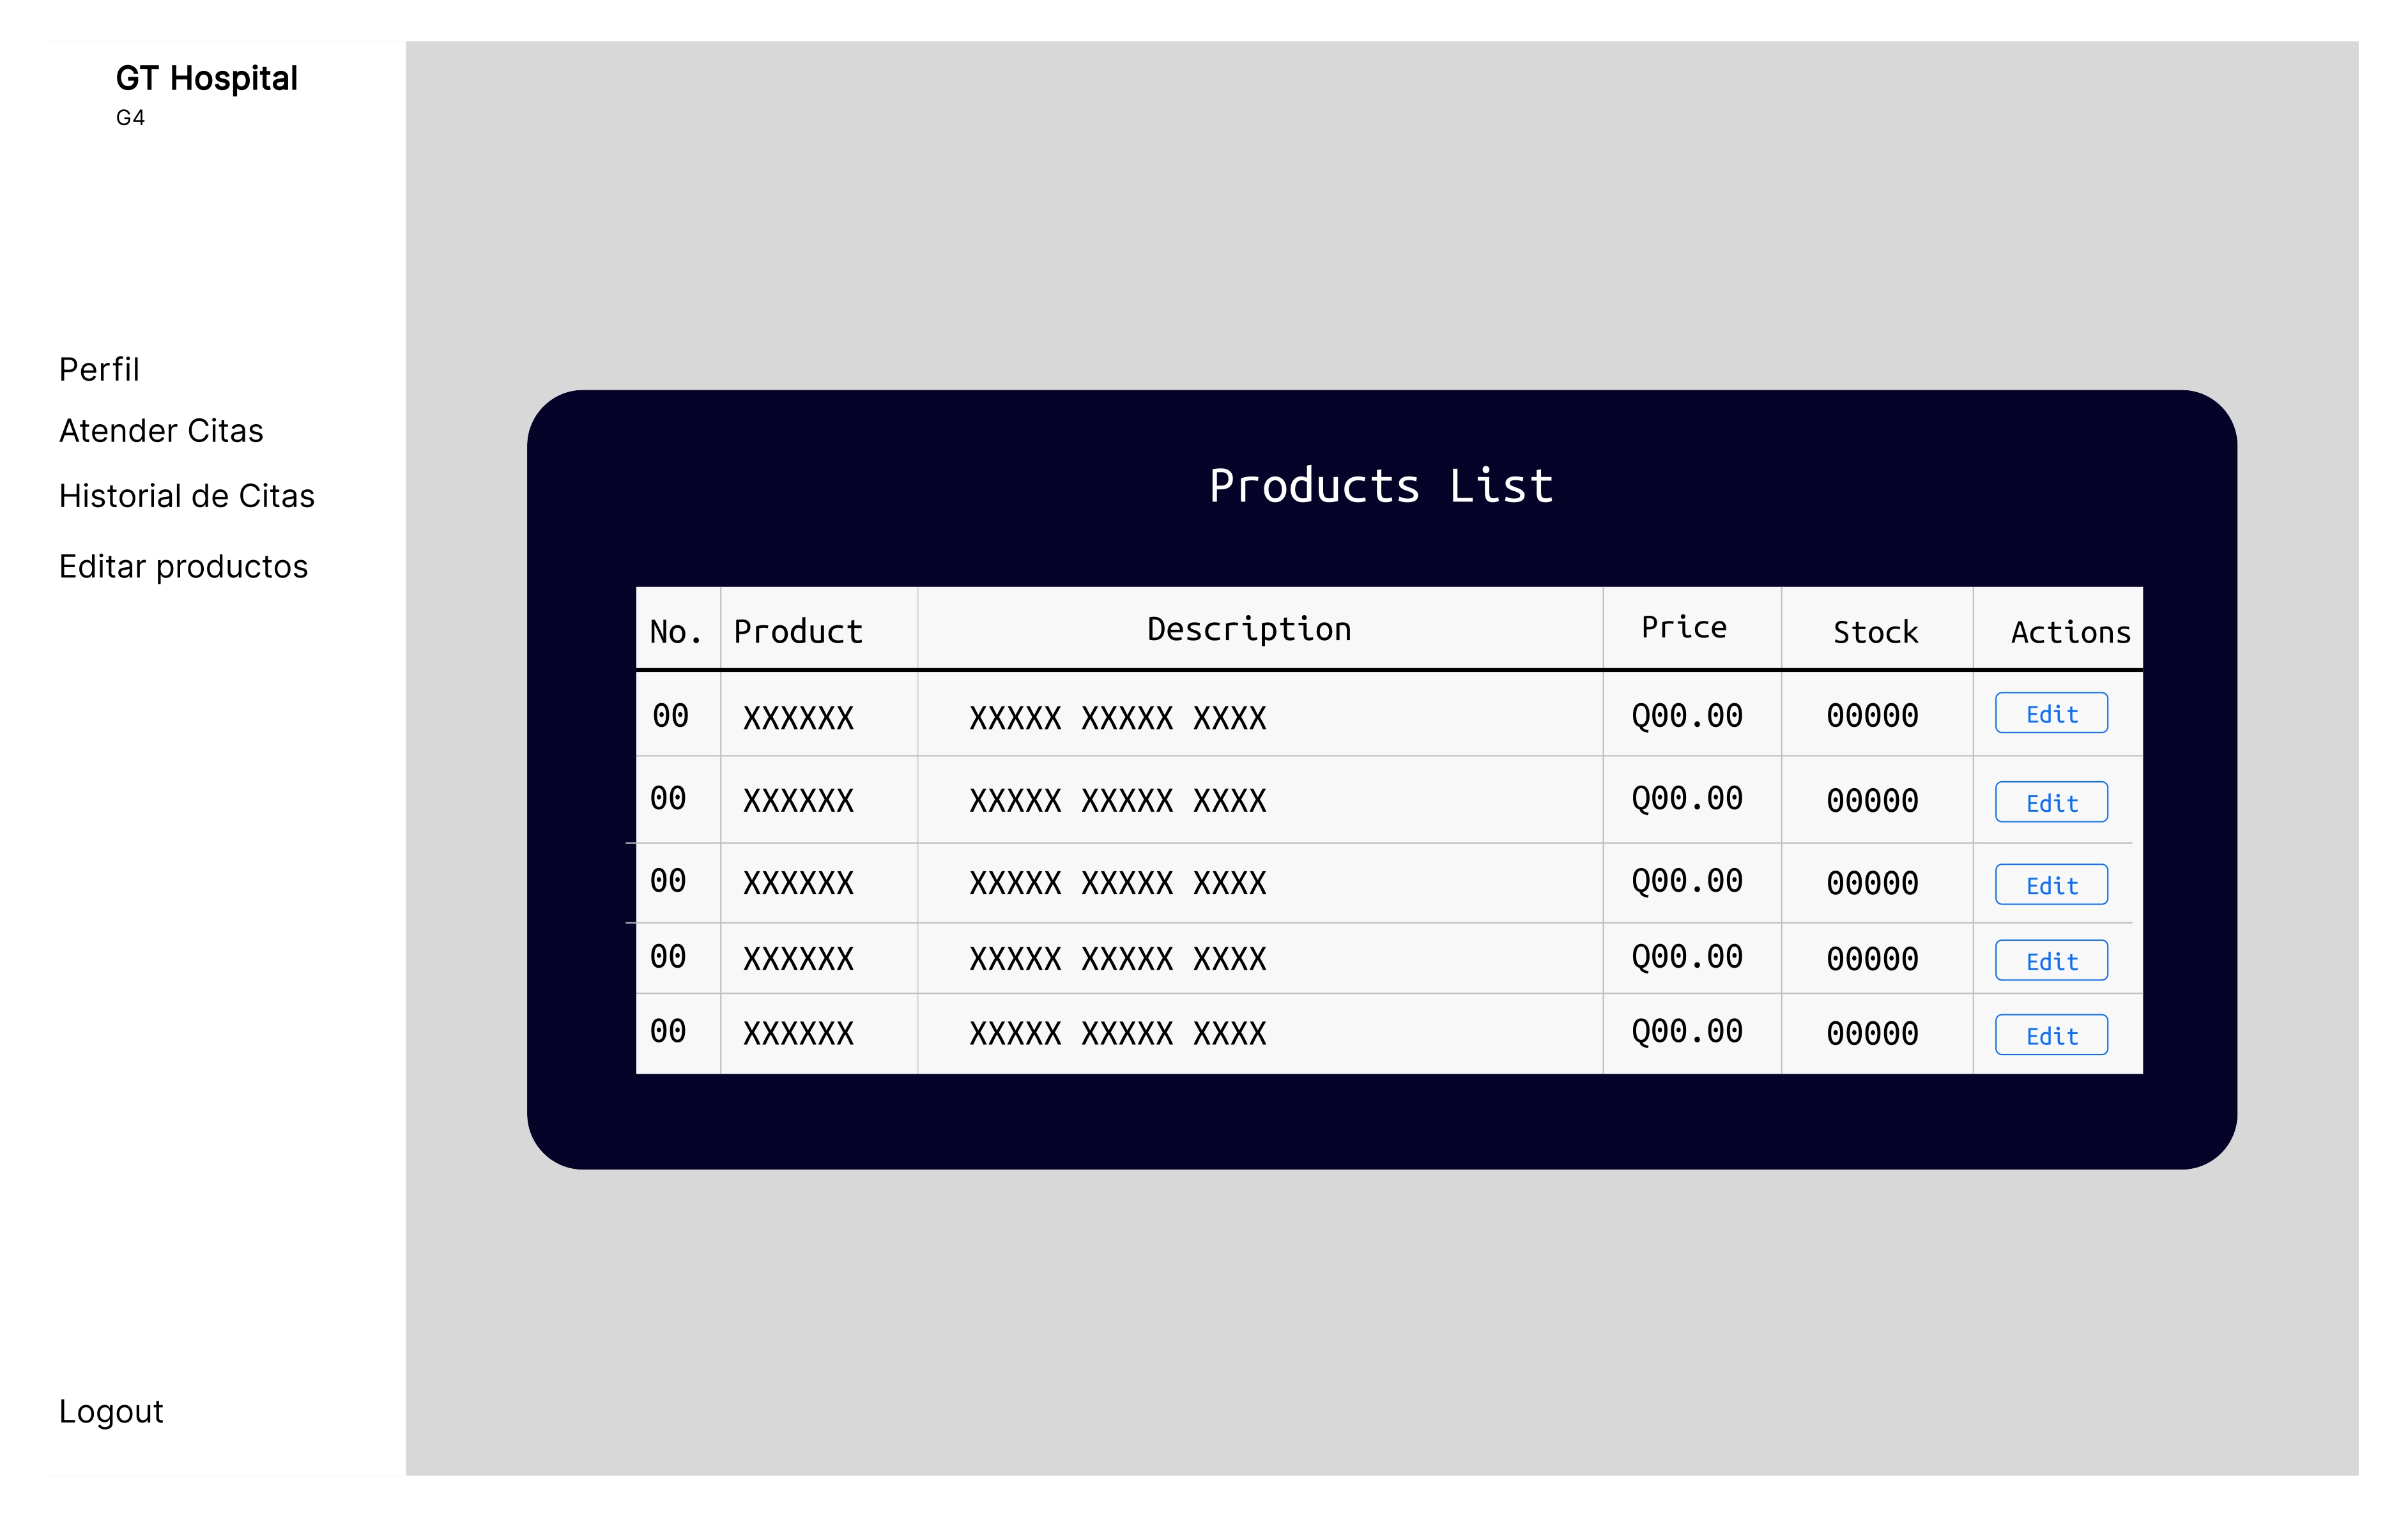 GT Hospital
G4
Perfil
Atender Citas
Historial de Citas
Editar productos
Logout
Products List
No. Product Description Price Stock Actions
00 XXXXXX XXXXX XXXXX XXXX Q00.00 00000 Edit
00 XXXXXX XXXXX XXXXX XXXX Q00.00 00000 Edit
00 XXXXXX XXXXX XXXXX XXXX Q00.00 00000 Edit
00 XXXXXX XXXXX XXXXX XXXX Q00.00 00000 Edit
00 XXXXXX XXXXX XXXXX XXXX Q00.00 00000 Edit